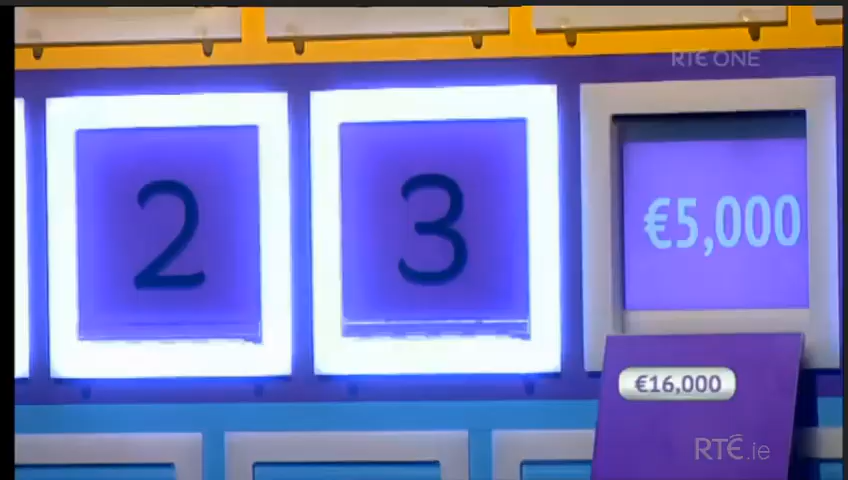 RTÉ ONE
2
3
€5,000
€16,000
RTÉ.ie